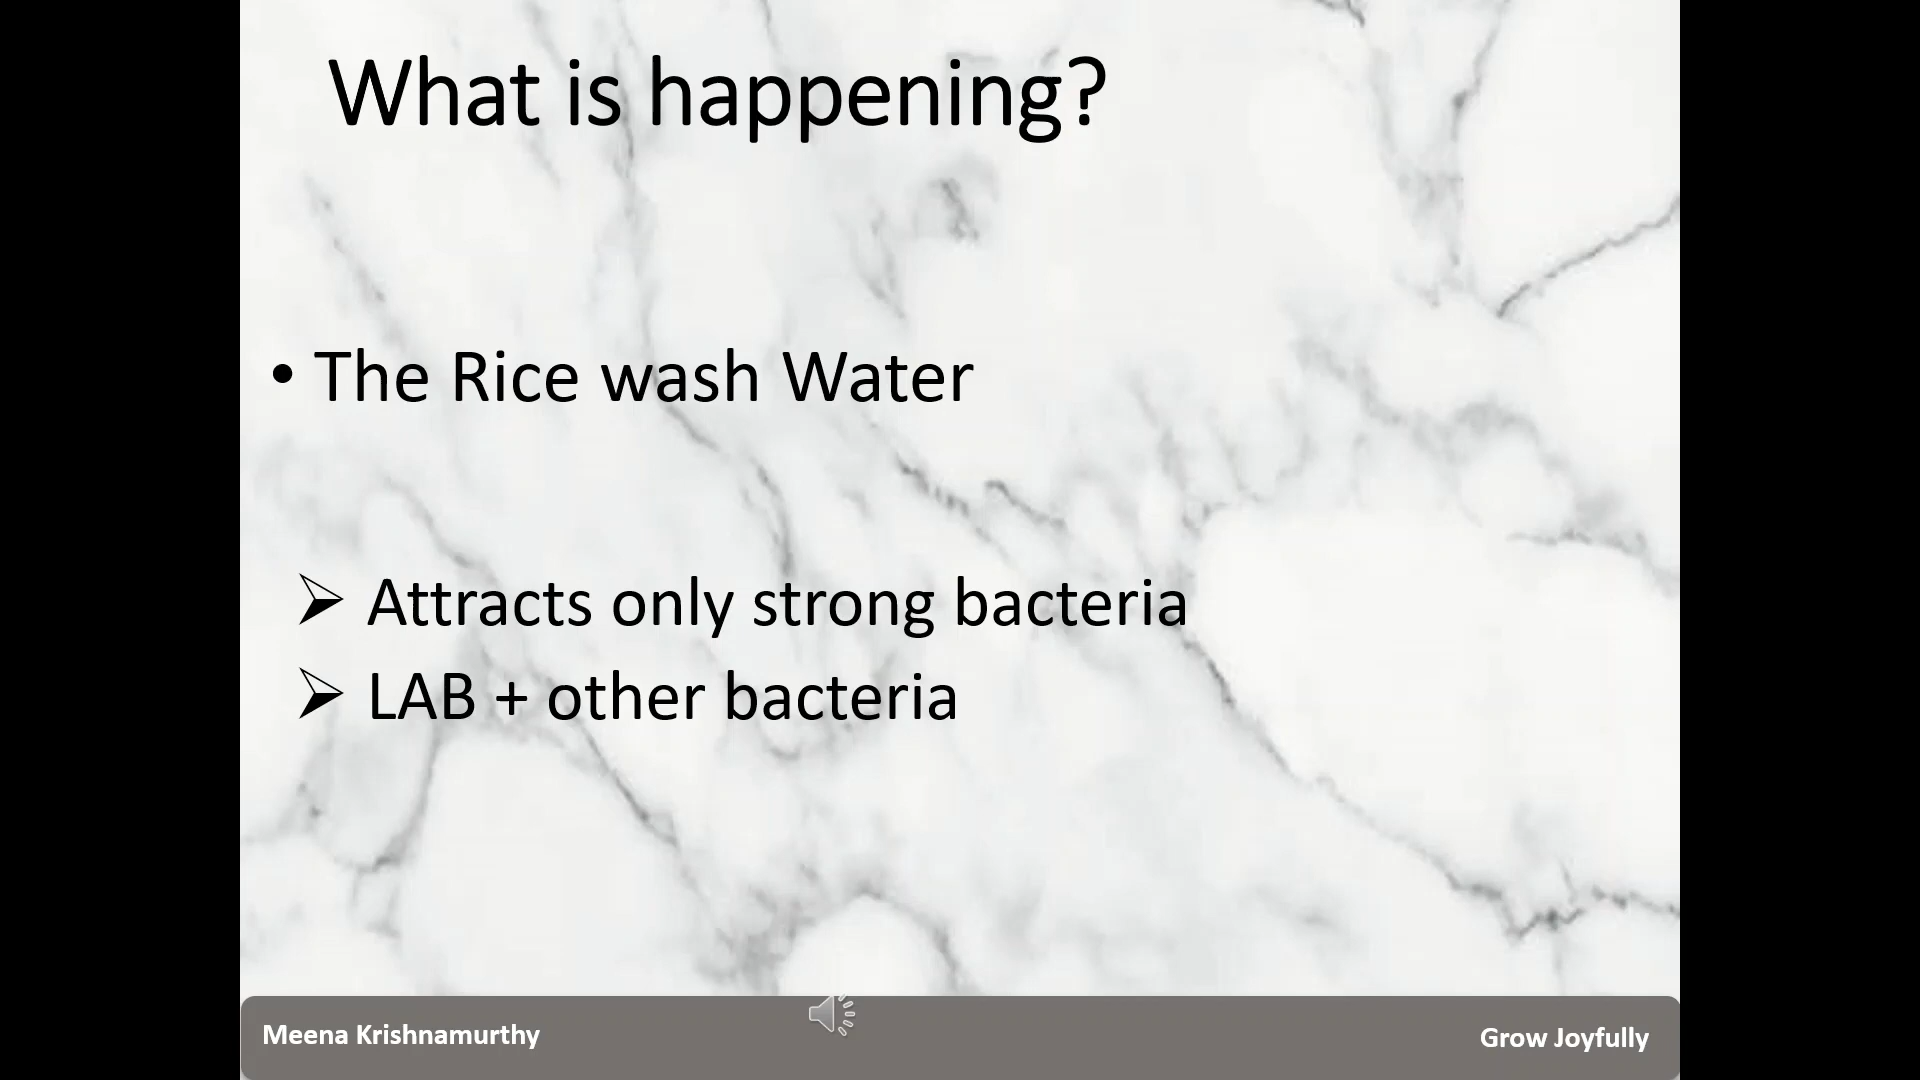 What is happening?
• The Rice wash Water
➢ Attracts only strong bacteria
➢ LAB + other bacteria
Meena Krishnamurthy
Grow Joyfully